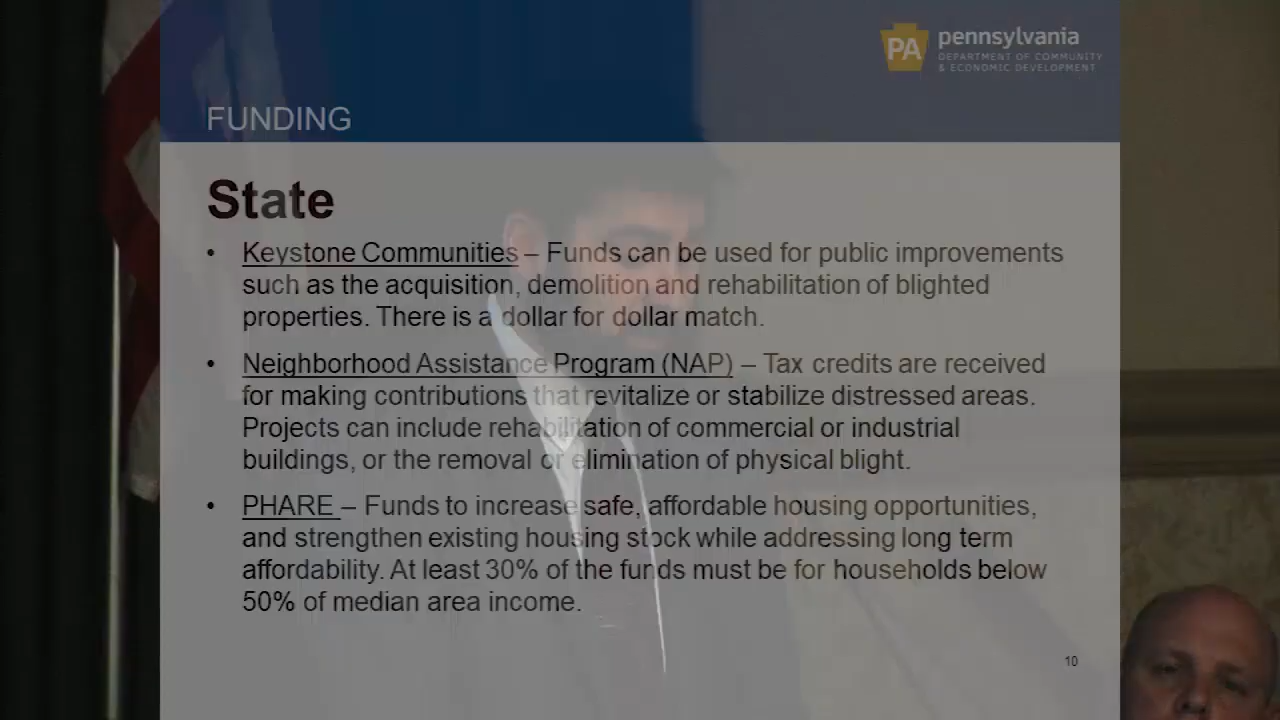 PA pennsylvania
DEPARTMENT OF COMMUNITY
& ECONOMIC DEVELOPMENT
FUNDING
State
• Keystone Communities – Funds can be used for public improvements
such as the acquisition, demolition and rehabilitation of blighted
properties. There is a dollar for dollar match.
• Neighborhood Assistance Program (NAP) – Tax credits are received
for making contributions that revitalize or stabilize distressed areas.
Projects can include rehabilitation of commercial or industrial
buildings, or the removal or elimination of physical blight.
• PHARE – Funds to increase safe, affordable housing opportunities,
and strengthen existing housing stock while addressing long term
affordability. At least 30% of the funds must be for households below
50% of median area income.
10